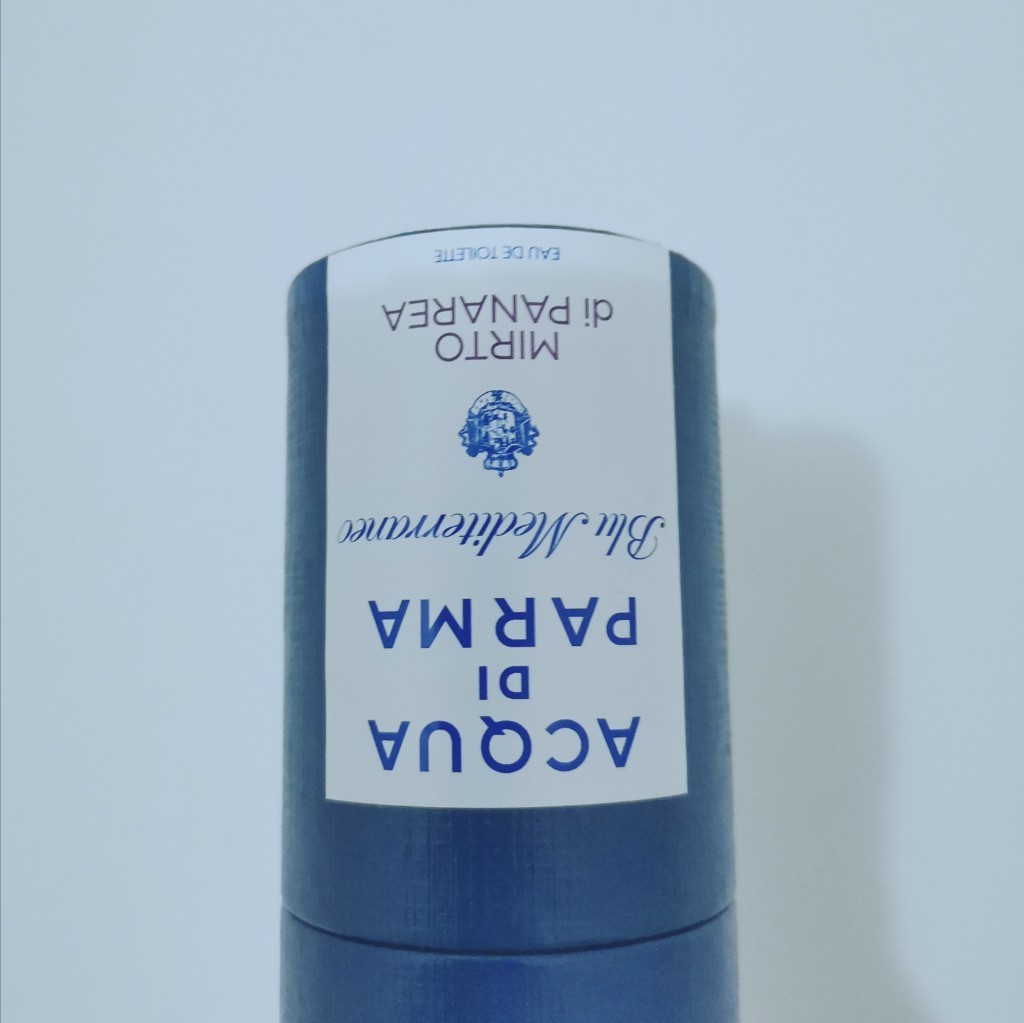 ACQUA
DI
PARMA
Blu Mediterraneo
MIRTO
di PANAREA
EAU DE TOILETTE